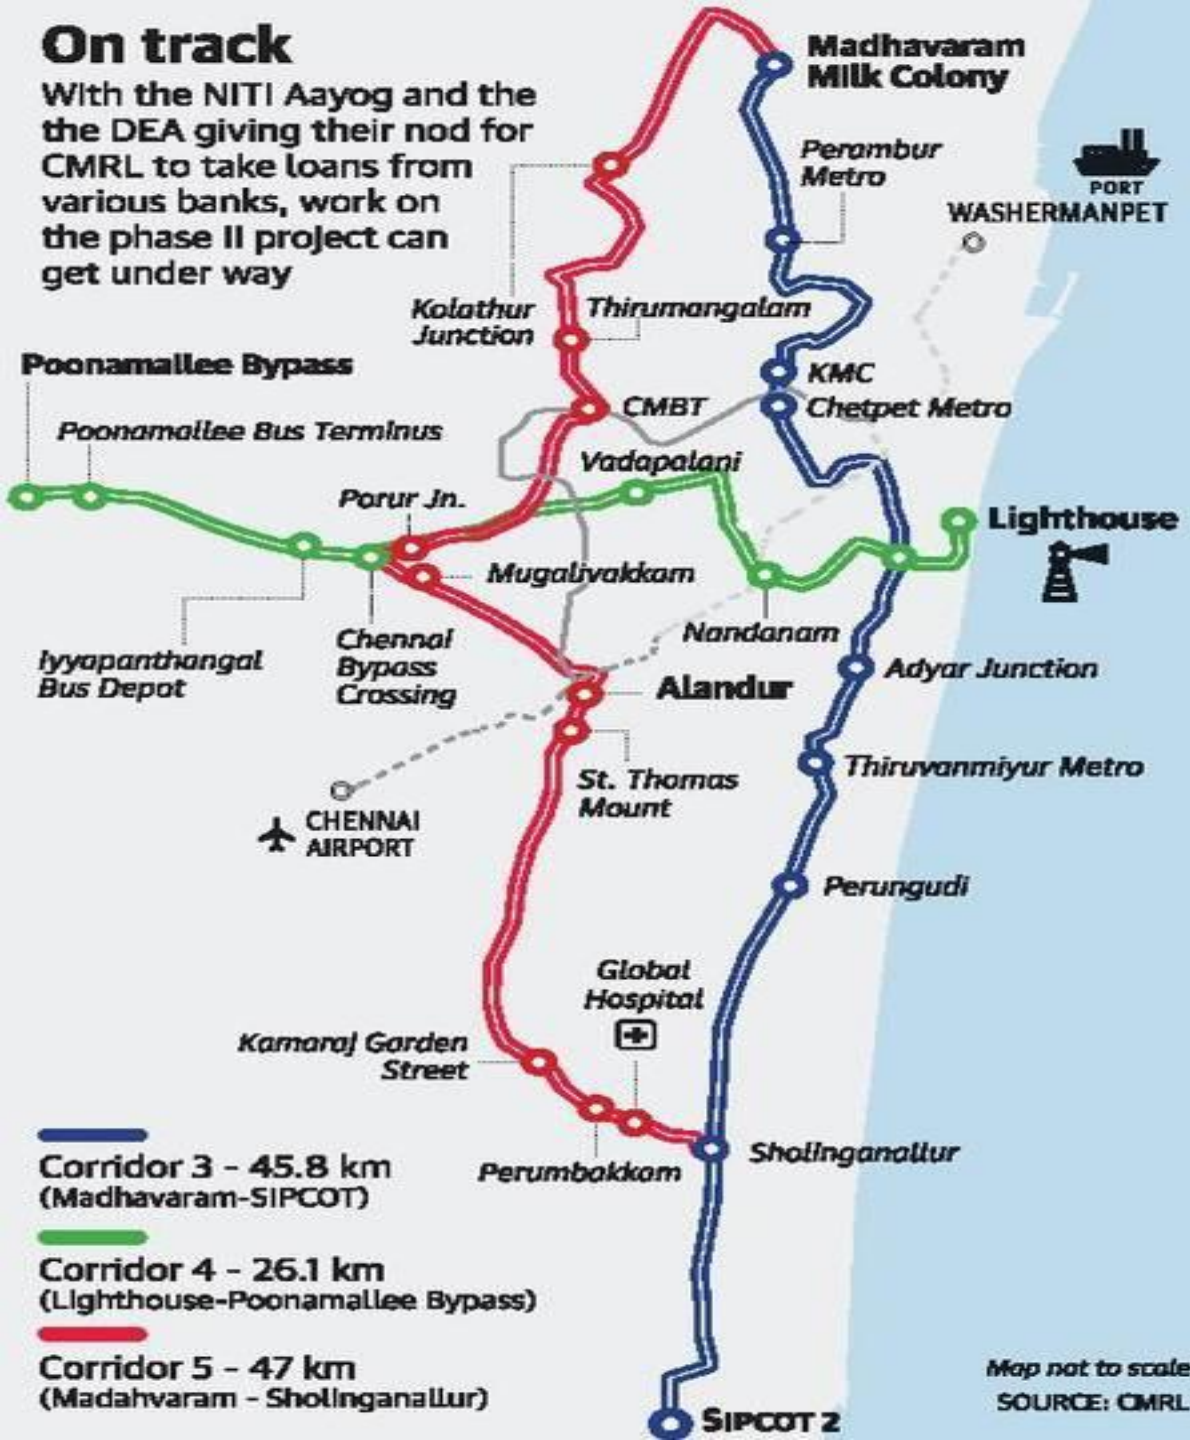 On track
With the NITI Aayog and the
the DEA giving their nod for
CMRL to take loans from
various banks, work on
the phase II project can
get under way
Madhavaram
Milk Colony
Perambur
Metro
PORT
WASHERMANPET
Kolathur
Junction
Thirumangalam
Poonamallee Bypass
KMC
CMBT
Chetpet Metro
Poonamallee Bus Terminus
Vadapalani
Porur Jn.
Lighthouse
Mugalivakkam
Iyyapanthangal
Bus Depot
Chennai
Bypass
Crossing
Nandanam
Adyar Junction
Alandur
St. Thomas
Mount
Thiruvanmiyur Metro
CHENNAI
AIRPORT
Perungudi
Global
Hospital
Kamaraj Garden
Street
Perumbakkam
Sholinganallur
Corridor 3 - 45.8 km
(Madhavaram-SIPCOT)
Corridor 4 - 26.1 km
(Lighthouse-Poonamallee Bypass)
Corridor 5 - 47 km
(Madahvaram - Sholinganallur)
Map not to scale
SOURCE: CMRL
SIPCOT 2